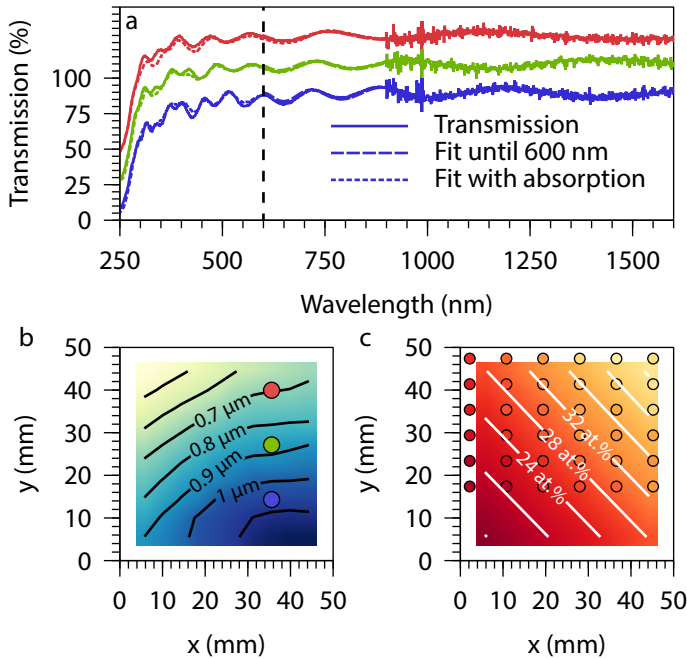 a
Transmission (%)
100
75
50
25
0
Transmission
Fit until 600 nm
Fit with absorption
250
500
750
1000
1250
1500
Wavelength (nm)
b
c
50
40
30
20
10
0
y (mm)
0.7 µm
0.8 µm
0.9 µm
1 µm
0
10
20
30
40
50
x (mm)
50
40
30
20
10
0
y (mm)
32 at.%
28 at.%
24 at.%
0
10
20
30
40
50
x (mm)